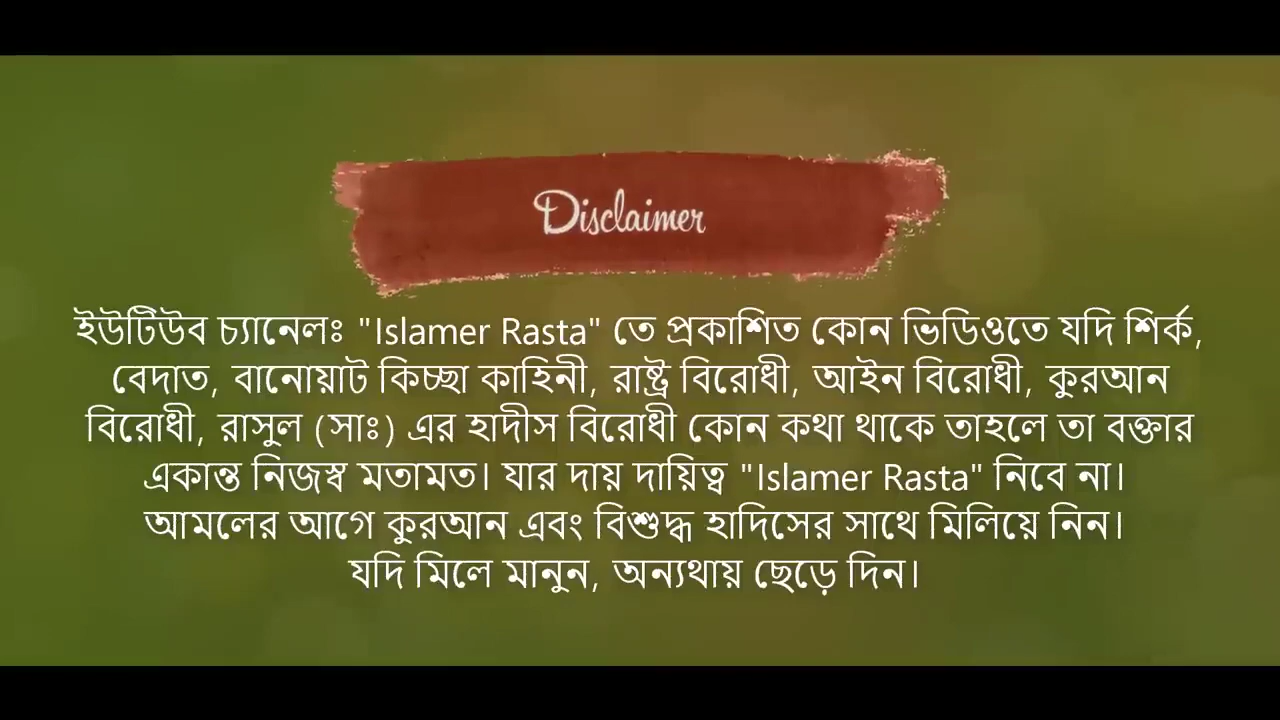 Disclaimer
ইউটিউব চ্যানেলঃ "Islamer Rasta" তে প্রকাশিত কোন ভিডিওতে যদি শির্ক,
বেদাত, বানোয়াট কিচ্ছা কাহিনী, রাষ্ট্র বিরোধী, আইন বিরোধী, কুরআন
বিরোধী, রাসুল (সাঃ) এর হাদীস বিরোধী কোন কথা থাকে তাহলে তা বক্তার
একান্ত নিজস্ব মতামত। যার দায় দায়িত্ব "Islamer Rasta" নিবে না।
আমলের আগে কুরআন এবং বিশুদ্ধ হাদিসের সাথে মিলিয়ে নিন।
যদি মিলে মানুন, অন্যথায় ছেড়ে দিন।